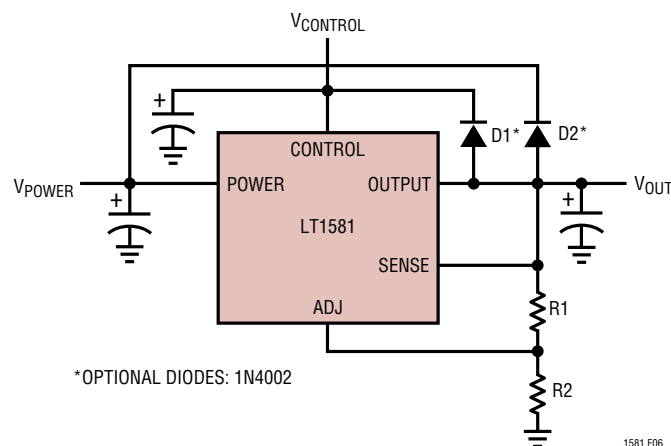 VCONTROL
+
D1*
D2*
CONTROL
VPOWER
POWER
OUTPUT
VOUT
+
+
LT1581
SENSE
ADJ
R1
*OPTIONAL DIODES: 1N4002
R2
1581 F06